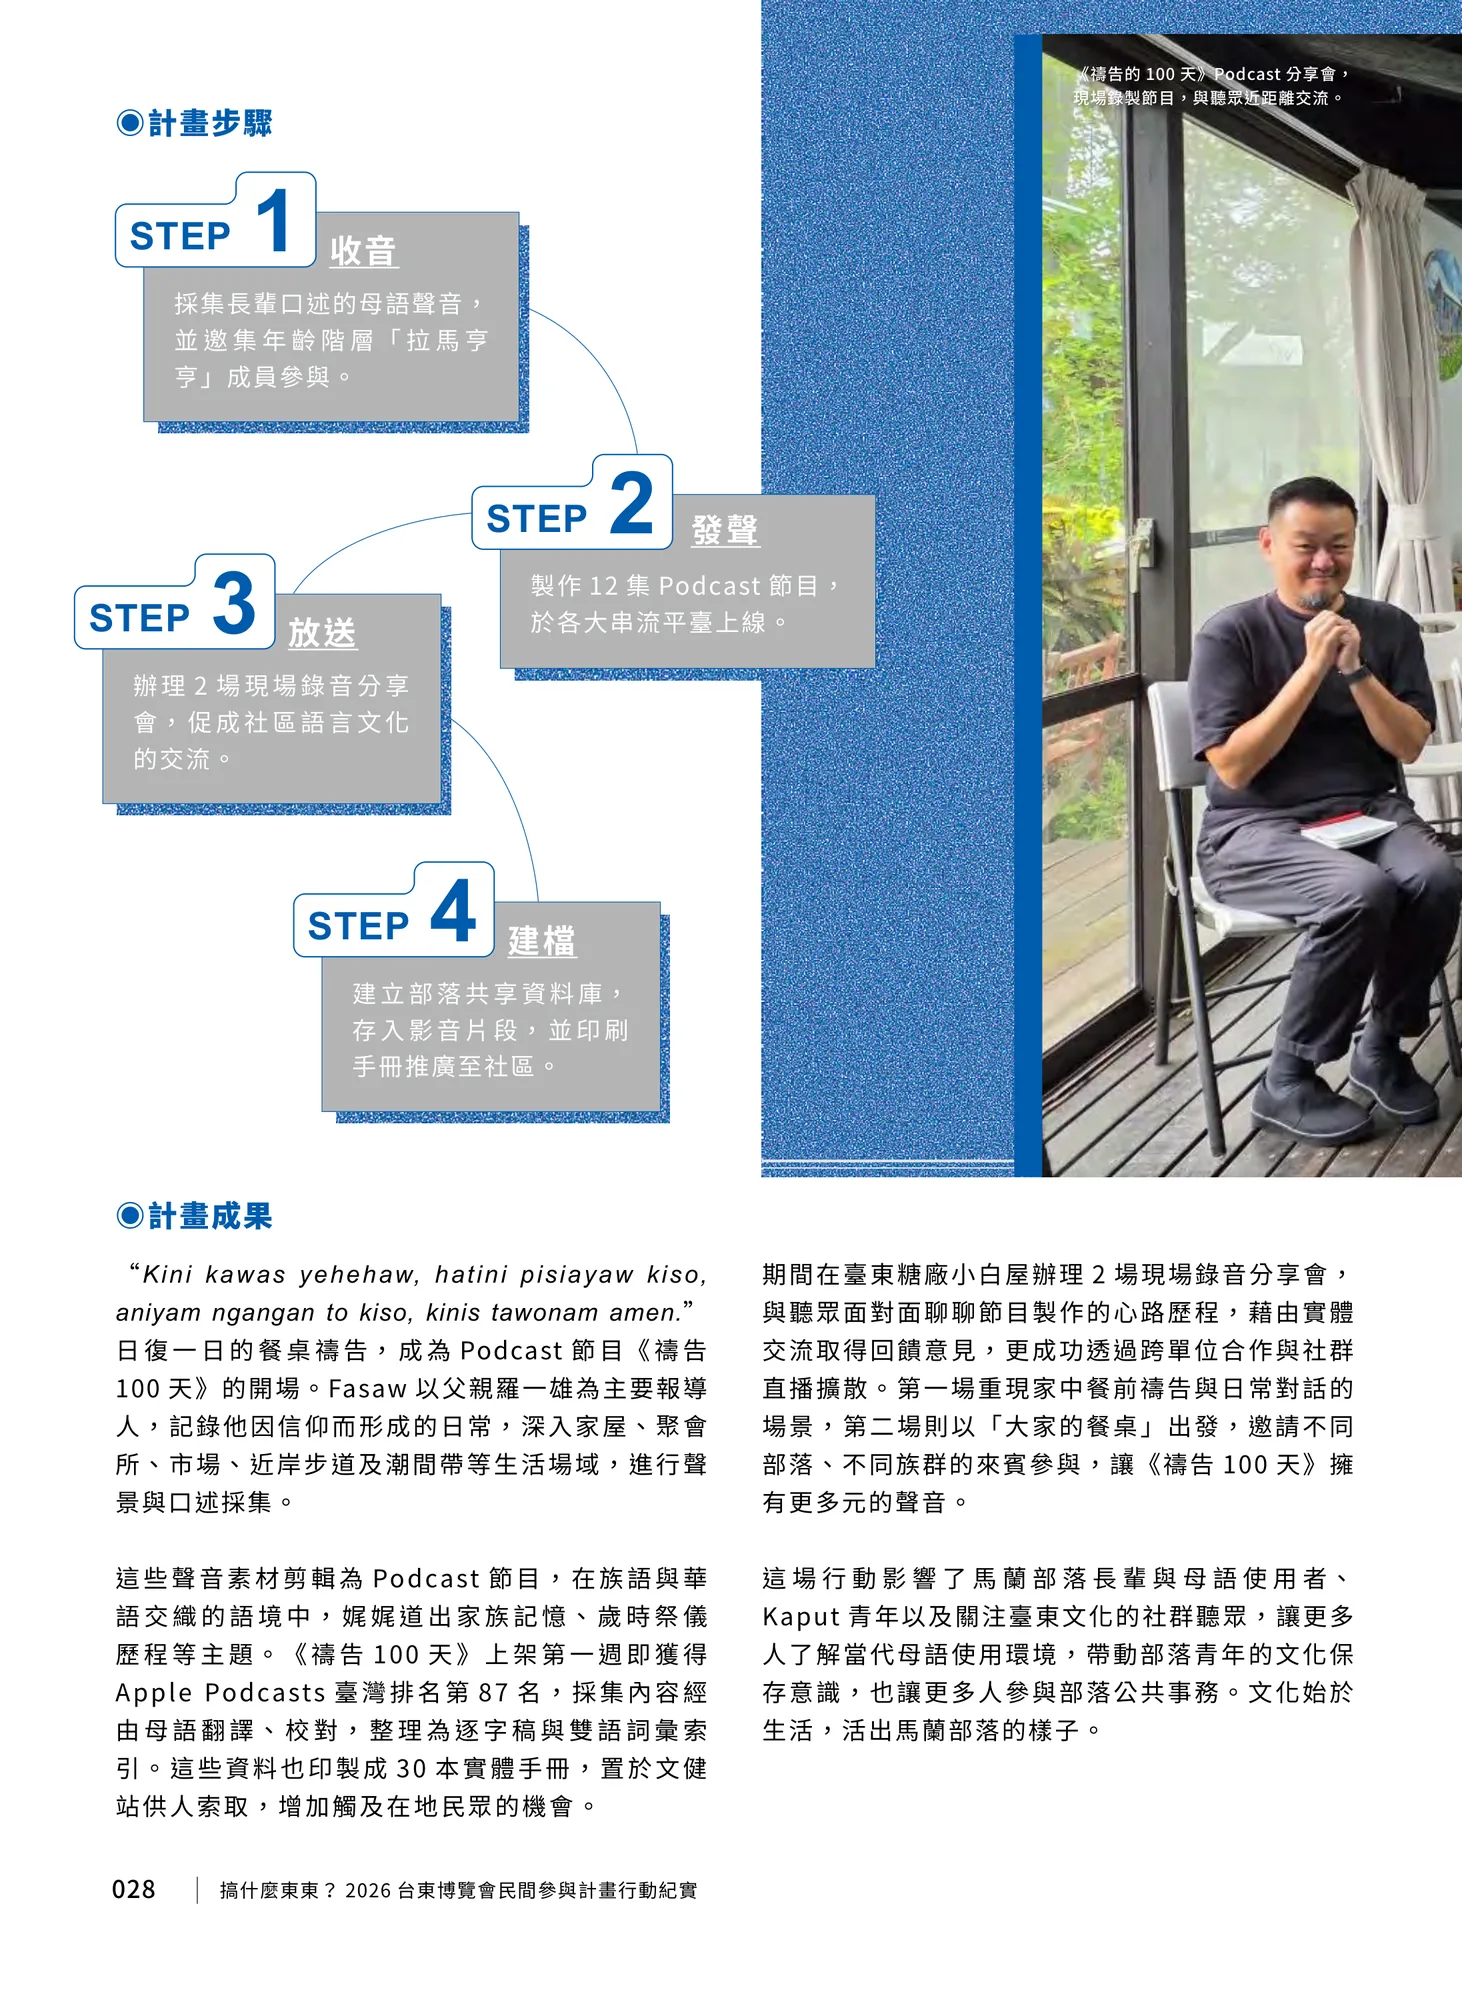 《禱告的 100 天》Podcast 分享會，
現場錄製節目，與聽眾近距離交流。
◉計畫步驟
STEP 1
收音
採集長輩口述的母語聲音，
並邀集年齡階層「拉馬亨
亨」成員參與。
STEP 2
發聲
製作 12 集 Podcast 節目，
於各大串流平臺上線。
STEP 3
放送
辦理 2 場現場錄音分享
會，促成社區語言文化
的交流。
STEP 4
建檔
建立部落共享資料庫，
存入影音片段，並印刷
手冊推廣至社區。
◉計畫成果
“Kini kawas yehehaw, hatini pisiayaw kiso,
aniyam ngangan to kiso, kinis tawonam amen.”
日復一日的餐桌禱告，成為 Podcast 節目《禱告
100 天》的開場。Fasaw 以父親羅一雄為主要報導
人，記錄他因信仰而形成的日常，深入家屋、聚會
所、市場、近岸步道及潮間帶等生活場域，進行聲
景與口述採集。
這些聲音素材剪輯為 Podcast 節目，在族語與華
語交織的語境中，娓娓道出家族記憶、歲時祭儀
歷程等主題。《禱告 100 天》上架第一週即獲得
Apple Podcasts 臺灣排名第 87 名，採集內容經
由母語翻譯、校對，整理為逐字稿與雙語詞彙索
引。這些資料也印製成 30 本實體手冊，置於文健
站供人索取，增加觸及在地民眾的機會。
期間在臺東糖廠小白屋辦理 2 場現場錄音分享會，
與聽眾面對面聊聊節目製作的心路歷程，藉由實體
交流取得回饋意見，更成功透過跨單位合作與社群
直播擴散。第一場重現家中餐前禱告與日常對話的
場景，第二場則以「大家的餐桌」出發，邀請不同
部落、不同族群的來賓參與，讓《禱告 100 天》擁
有更多元的聲音。
這場行動影響了馬蘭部落長輩與母語使用者、
Kaput 青年以及關注臺東文化的社群聽眾，讓更多
人了解當代母語使用環境，帶動部落青年的文化保
存意識，也讓更多人參與部落公共事務。文化始於
生活，活出馬蘭部落的樣子。
028 │ 搞什麼東東？ 2026 台東博覽會民間參與計畫行動紀實